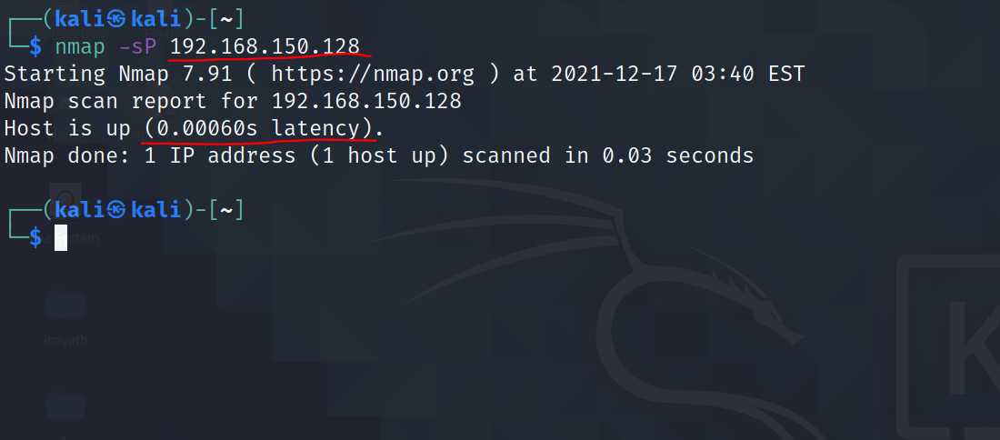 ┌──(kali㉿kali)-[~]
└─$ nmap -sP 192.168.150.128
Starting Nmap 7.91 ( https://nmap.org ) at 2021-12-17 03:40 EST
Nmap scan report for 192.168.150.128
Host is up (0.00060s latency).
Nmap done: 1 IP address (1 host up) scanned in 0.03 seconds
┌──(kali㉿kali)-[~]
└─$
System
inayath
K